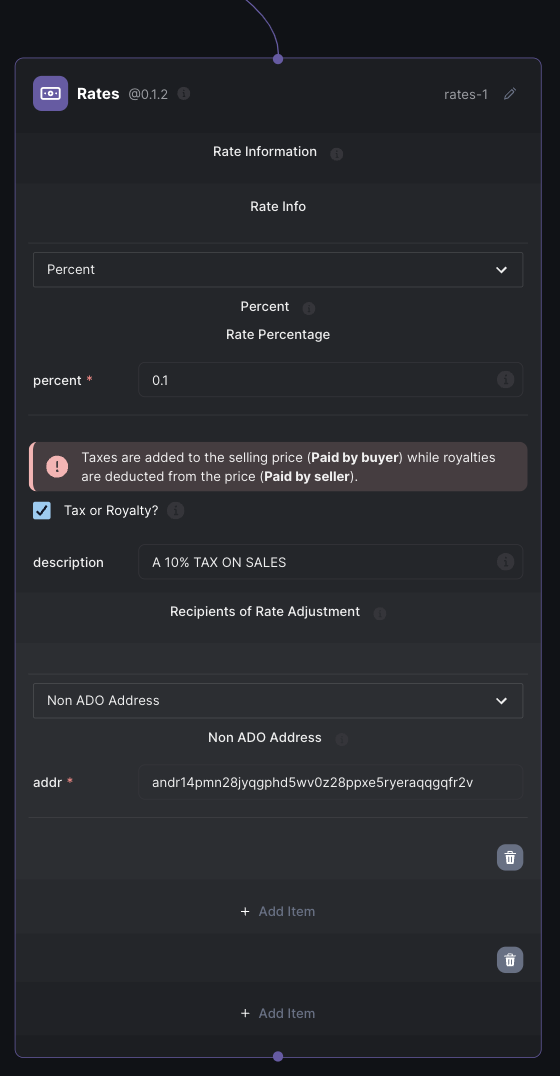 Rates @0.1.2 rates-1
Rate Information
Rate Info
Percent
Percent
Rate Percentage
percent * 0.1
Taxes are added to the selling price (Paid by buyer) while royalties
are deducted from the price (Paid by seller).
Tax or Royalty?
description A 10% TAX ON SALES
Recipients of Rate Adjustment
Non ADO Address
Non ADO Address
addr * andr14pmn28jyqgphd5wv0z28ppxe5ryeraqqgqfr2v
+ Add Item
+ Add Item